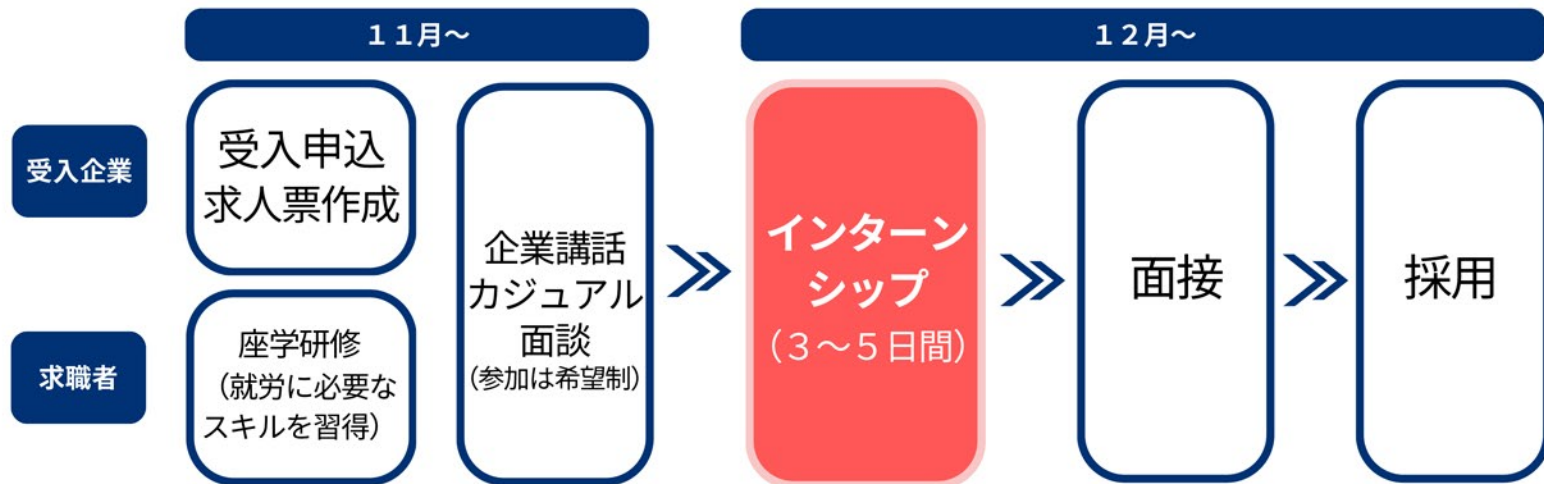 11月～
12月～
受入企業
受入申込
求人票作成
求職者
座学研修
（就労に必要な
スキルを習得）
企業講話
カジュアル
面談
（参加は希望制）
インターン
シップ
（３～５日間）
面接
採用